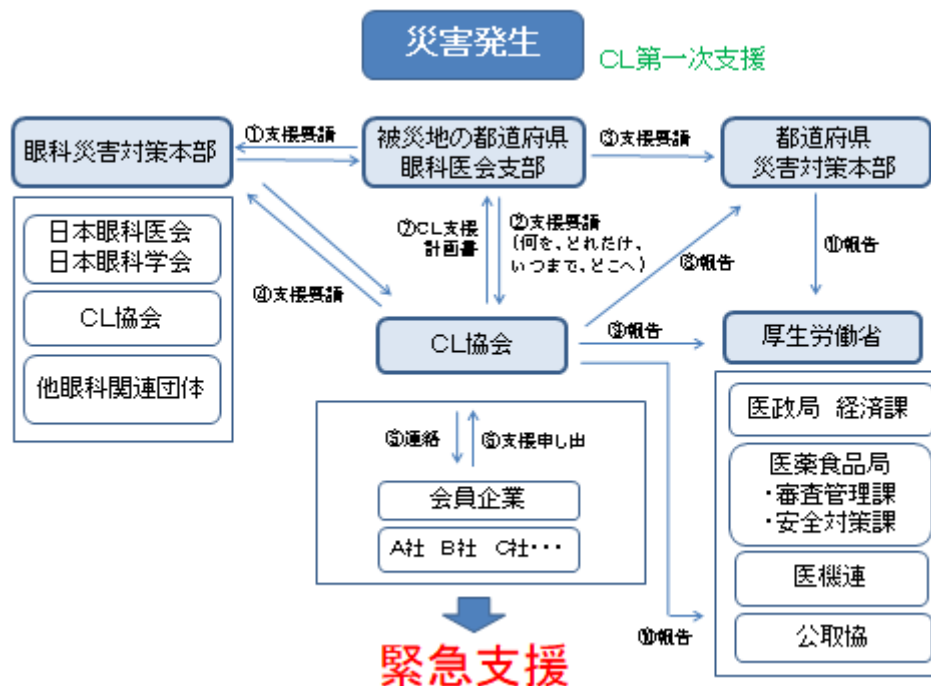 災害発生
CL第一次支援
眼科災害対策本部
①支援要請
被災地の都道府県
眼科医会支部
③支援要請
都道府県
災害対策本部
日本眼科医会
日本眼科学会
CL協会
他眼科関連団体
④支援要請
⑦CL支援
計画書
②支援要請
(何を、どれだけ、
いつまで、どこへ)
⑧報告
⑪報告
CL協会
⑨報告
厚生労働省
⑤連絡
⑥支援申し出
会員企業
A社 B社 C社・・・
医政局 経済課
医薬食品局
・審査管理課
・安全対策課
医機連
公取協
⑩報告
緊急支援